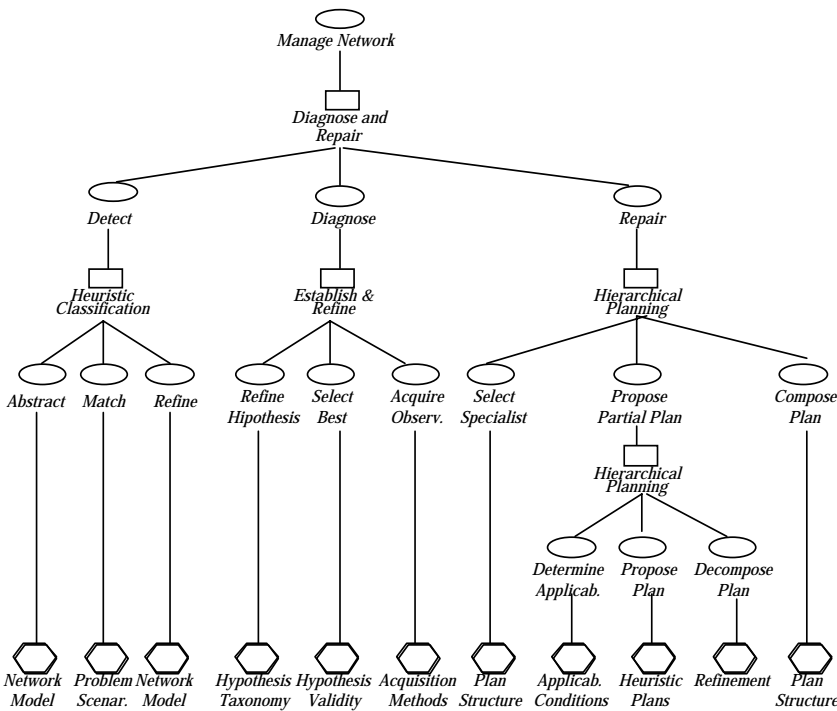 Manage Network
Diagnose and
Repair
Detect
Diagnose
Repair
Heuristic
Classification
Establish &
Refine
Hierarchical
Planning
Abstract
Match
Refine
Refine
Hipothesis
Select
Best
Acquire
Observ.
Select
Specialist
Propose
Partial Plan
Compose
Plan
Hierarchical
Planning
Determine
Applicab.
Propose
Plan
Decompose
Plan
Network
Model
Problem
Scenar.
Network
Model
Hypothesis
Taxonomy
Hypothesis
Validity
Acquisition
Methods
Plan
Structure
Applicab.
Conditions
Heuristic
Plans
Refinement
Plan
Structure